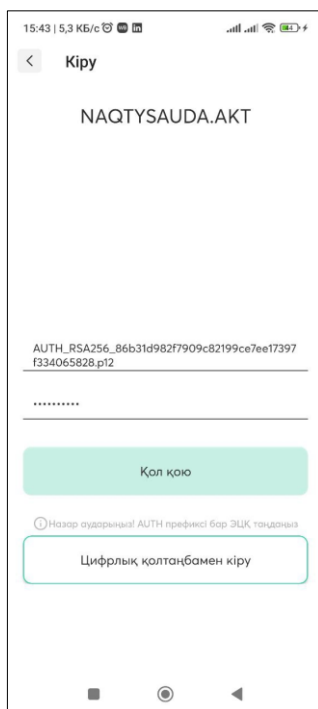 15:43 | 5,3 КБ/с
Кіру
NAQTYSAUDA.AKT
AUTH_RSA256_86b31d982f7909c82199ce7ee17397
f334065828.p12
..........
Қол қою
Назар аударыңыз! AUTH префиксі бар ЭЦҚ таңдаңыз
Цифрлық қолтаңбамен кіру